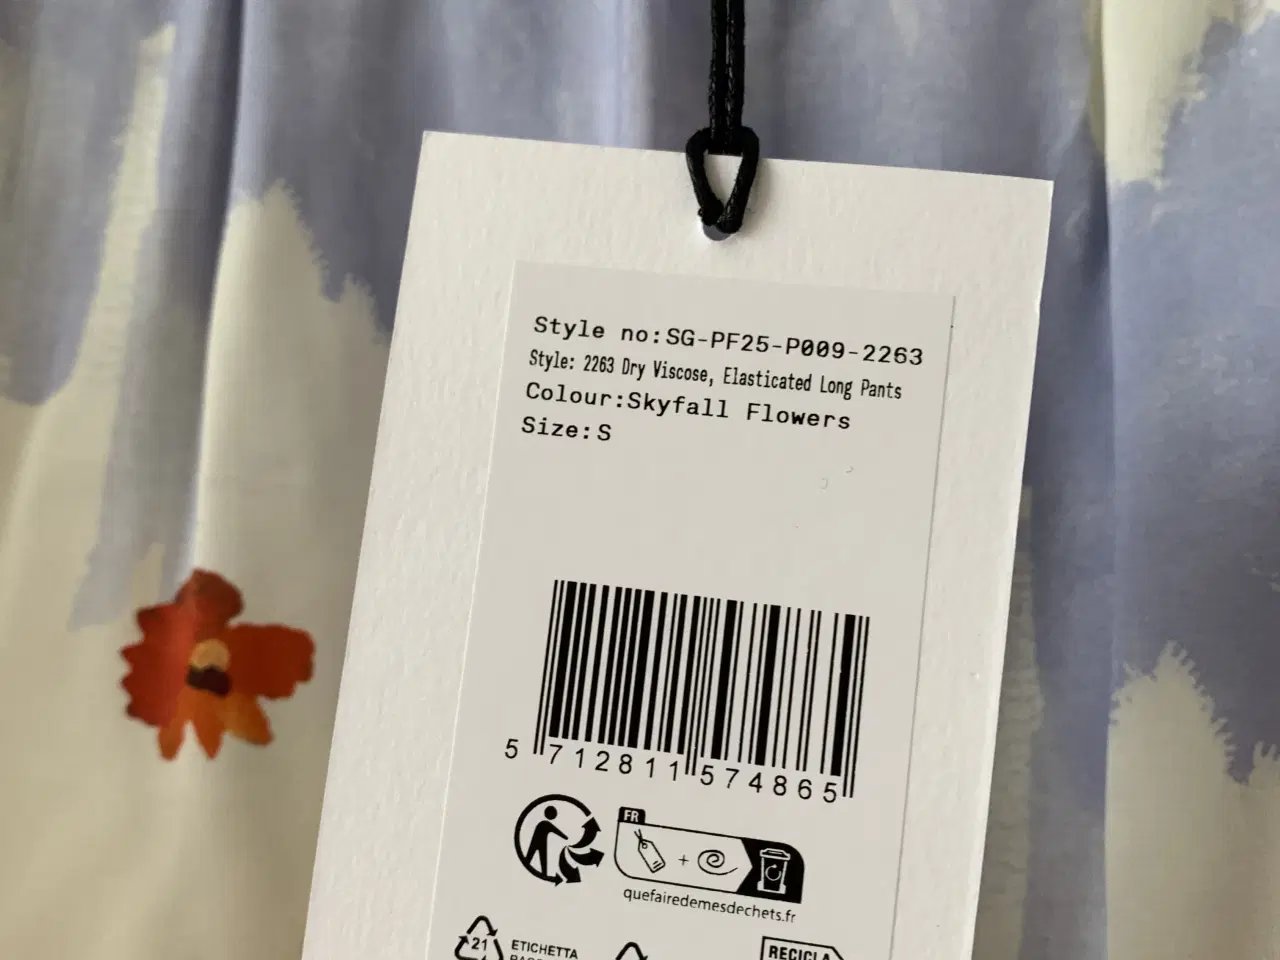 Style no:SG-PF25-P009-2263
Style: 2263 Dry Viscose, Elasticated Long Pants
Colour:Skyfall Flowers
Size:S
5 712811 574865
FR
+
quefairedemesdechets.fr
21
ETICHETTA